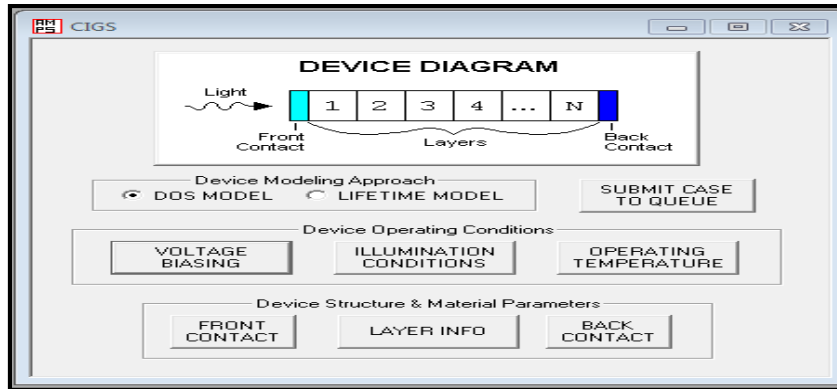 AMPS CIGS
DEVICE DIAGRAM
Light
1 2 3 4 ... N
Front Contact
Layers
Back Contact
Device Modeling Approach
DOS MODEL LIFETIME MODEL
SUBMIT CASE
TO QUEUE
Device Operating Conditions
VOLTAGE
BIASING
ILLUMINATION
CONDITIONS
OPERATING
TEMPERATURE
Device Structure & Material Parameters
FRONT
CONTACT
LAYER INFO
BACK
CONTACT